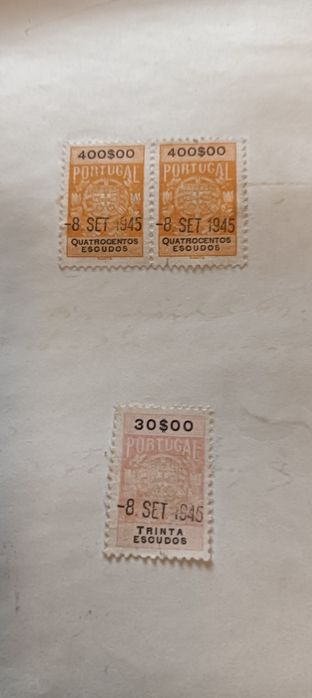 400$00 400$00
PORTUGAL PORTUGAL
-8. SET 1945 -8. SET 1945
QUATROCENTOS QUATROCENTOS
ESCUDOS ESCUDOS
30$00
PORTUGAL
-8. SET 1945
TRINTA
ESCUDOS